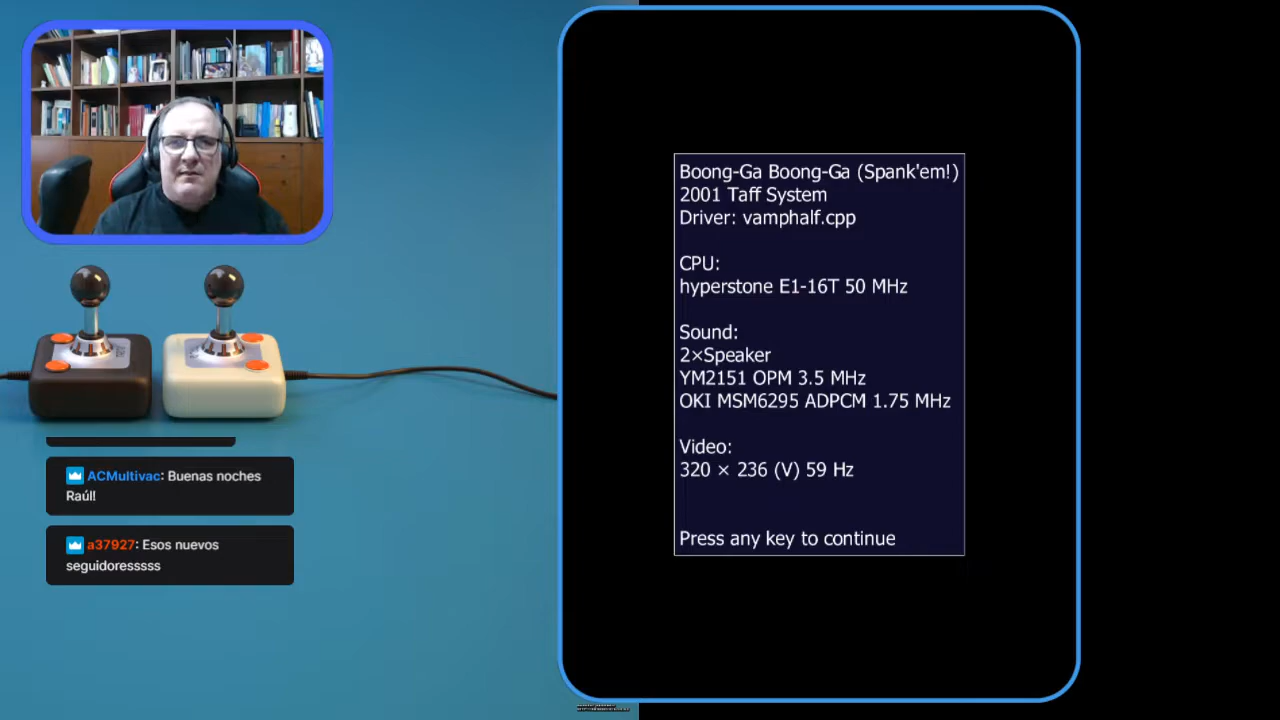 Boong-Ga Boong-Ga (Spank'em!)
2001 Taff System
Driver: vamphalf.cpp
CPU:
hyperstone E1-16T 50 MHz
Sound:
2×Speaker
YM2151 OPM 3.5 MHz
OKI MSM6295 ADPCM 1.75 MHz
Video:
320 × 236 (V) 59 Hz
Press any key to continue
ACMultivac: Buenas noches
Raúl!
a37927: Esos nuevos
seguidoresssss